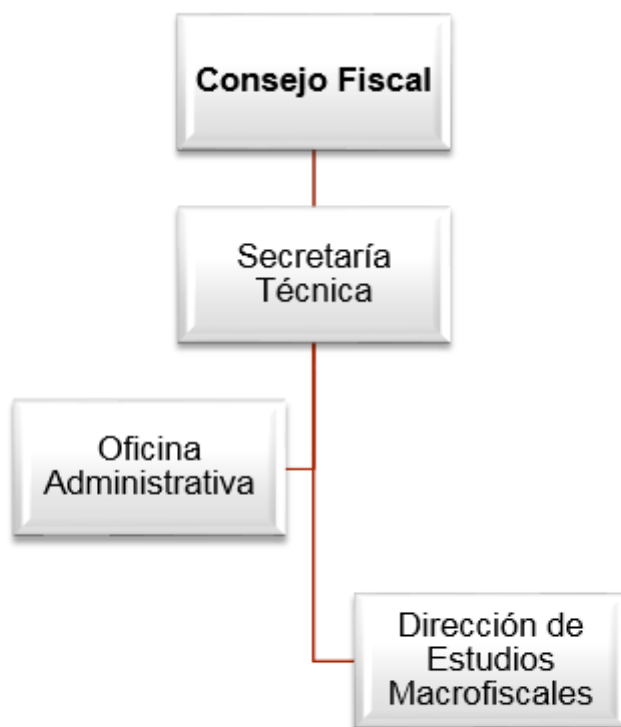 Consejo Fiscal
Secretaría
Técnica
Oficina
Administrativa
Dirección de
Estudios
Macrofiscales